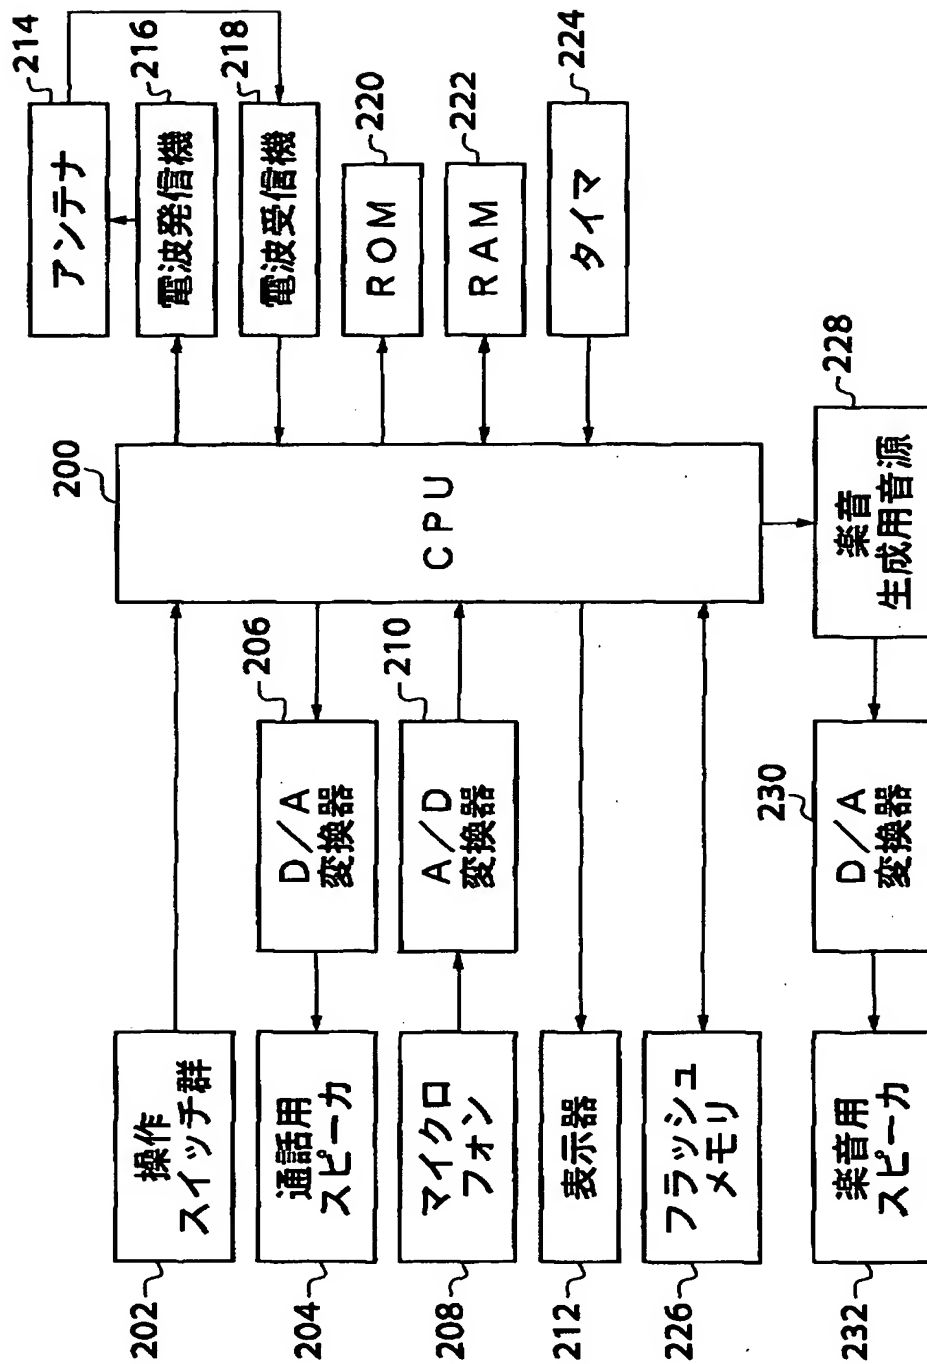 214
アンテナ
216
電波発信機
218
電波受信機
220
ROM
222
RAM
224
タイマ
200
CPU
202
操作
スイッチ群
204
通話用
スピーカ
206
D/A
変換器
208
マイクロ
フォン
210
A/D
変換器
212
表示器
226
フラッシュ
メモリ
228
楽音
生成用音源
230
D/A
変換器
232
楽音用
スピーカ